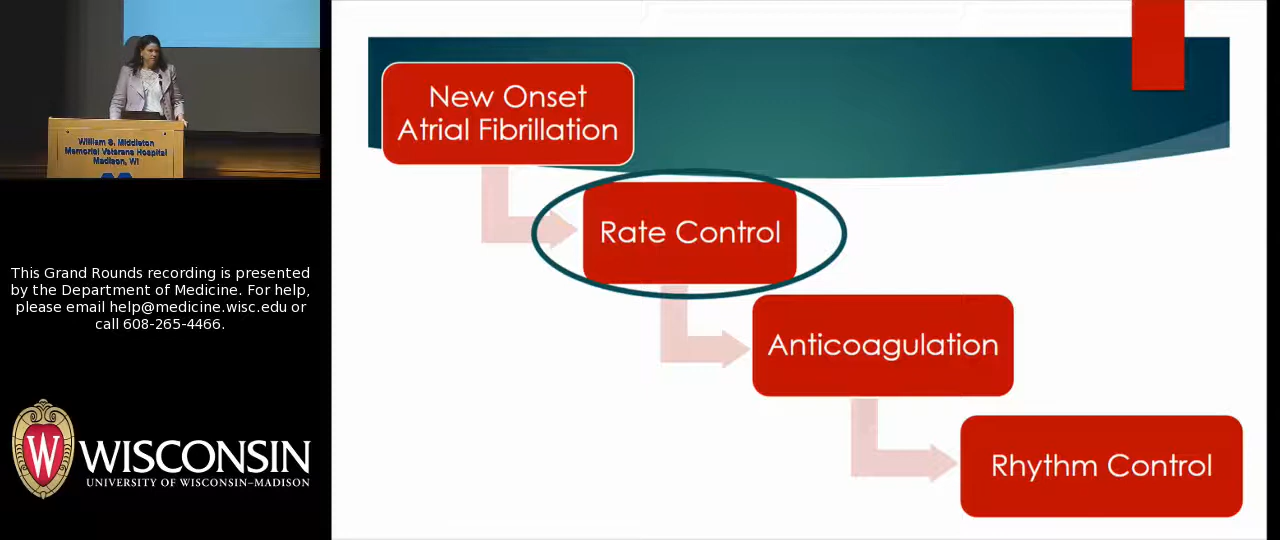 William S. Middleton
Memorial Veterans Hospital
Madison, WI
This Grand Rounds recording is presented
by the Department of Medicine. For help,
please email help@medicine.wisc.edu or
call 608-265-4466.
W
WISCONSIN
UNIVERSITY OF WISCONSIN–MADISON
New Onset
Atrial Fibrillation
Rate Control
Anticoagulation
Rhythm Control